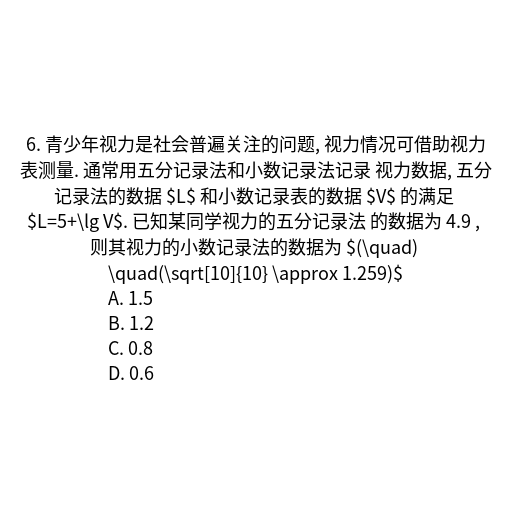 6. 青少年视力是社会普遍关注的问题, 视力情况可借助视力
表测量. 通常用五分记录法和小数记录法记录 视力数据, 五分
记录法的数据 $L$ 和小数记录表的数据 $V$ 的满足
$L=5+\lg V$. 已知某同学视力的五分记录法 的数据为 4.9 ,
则其视力的小数记录法的数据为 $(\quad)
\quad(\sqrt[10]{10} \approx 1.259)$
A. 1.5
B. 1.2
C. 0.8
D. 0.6